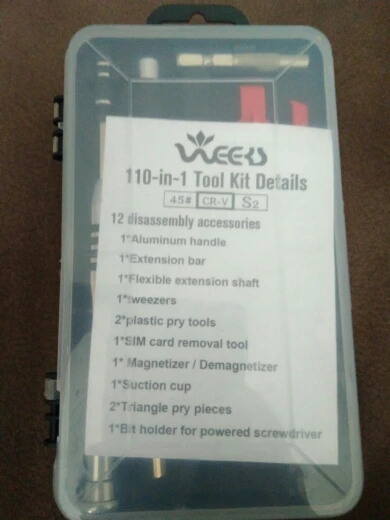 WEEKS
110-in-1 Tool Kit Details
45# CR-V S2
12 disassembly accessories
1*Aluminum handle
1*Extension bar
1*Flexible extension shaft
1*tweezers
2*plastic pry tools
1*SIM card removal tool
1* Magnetizer / Demagnetizer
1*Suction cup
2*Triangle pry pieces
1*Bit holder for powered screwdriver